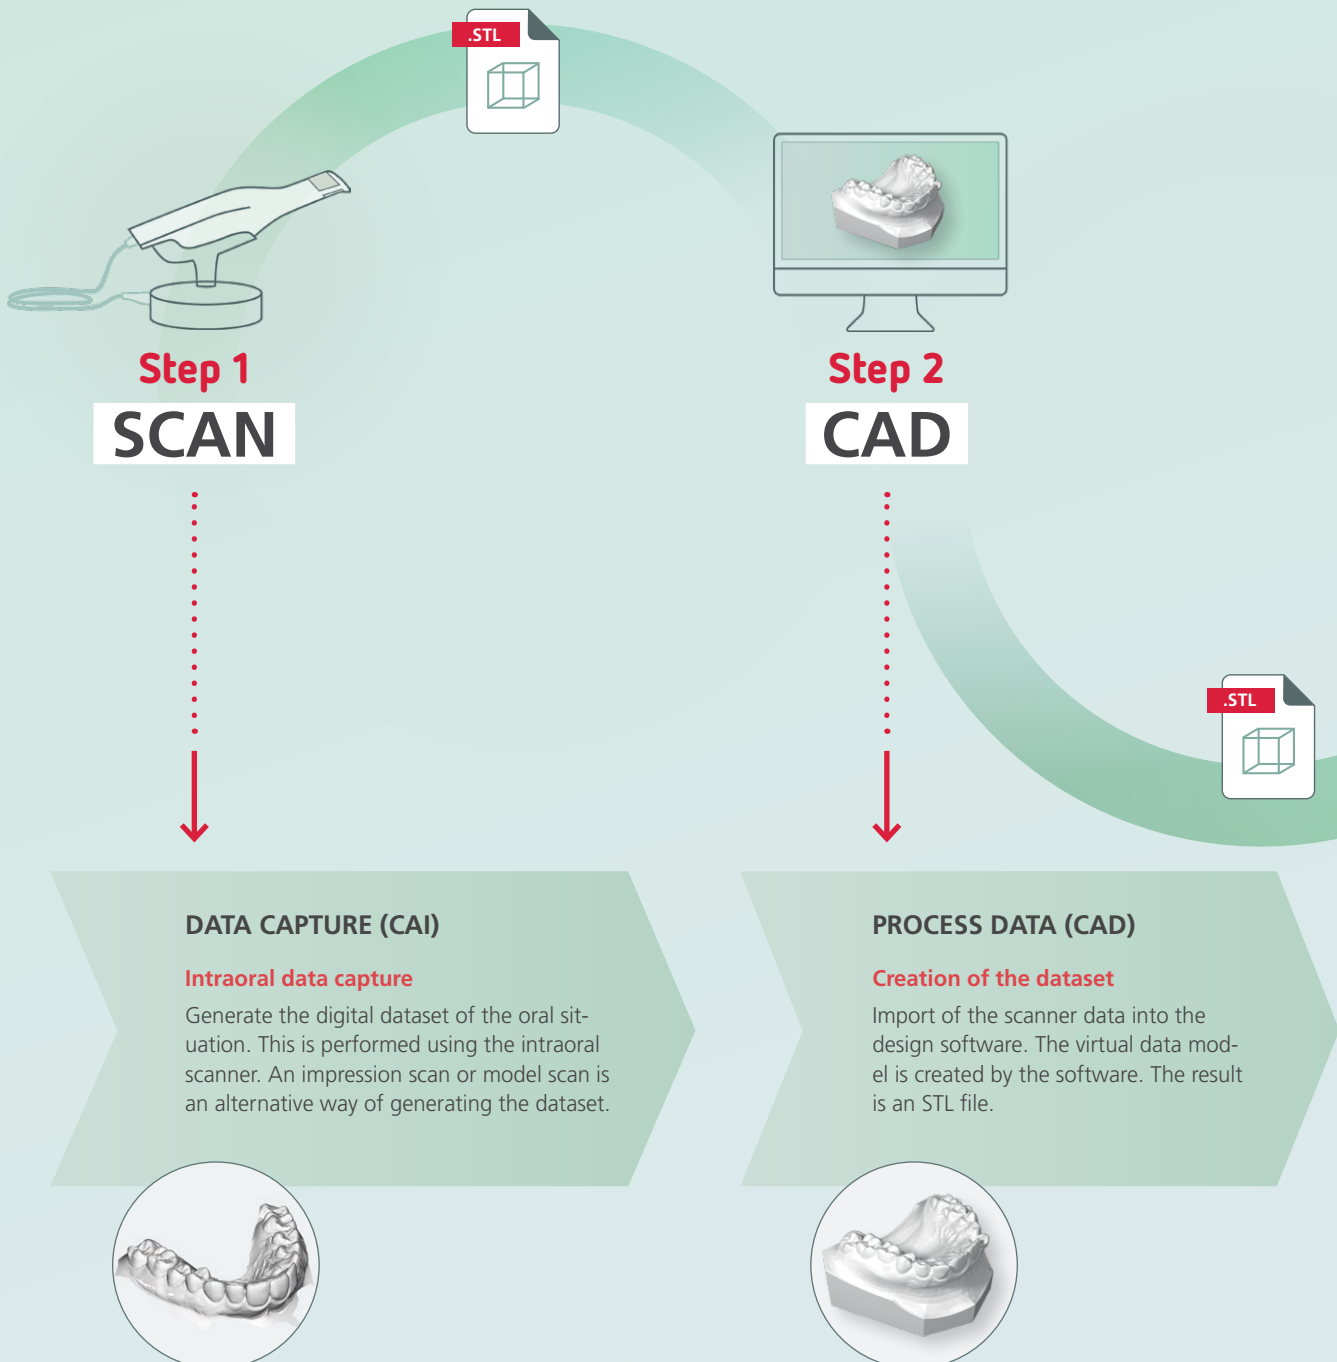 .STL
Step 1
SCAN
Step 2
CAD
.STL
DATA CAPTURE (CAI)
Intraoral data capture
Generate the digital dataset of the oral sit-
uation. This is performed using the intraoral
scanner. An impression scan or model scan is
an alternative way of generating the dataset.
PROCESS DATA (CAD)
Creation of the dataset
Import of the scanner data into the
design software. The virtual data mod-
el is created by the software. The result
is an STL file.